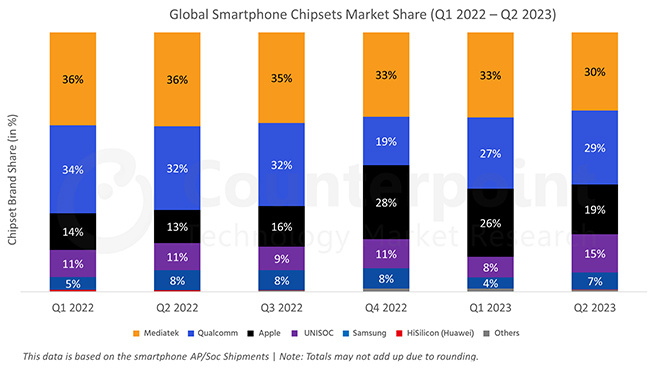 Global Smartphone Chipsets Market Share (Q1 2022 – Q2 2023)
Chipset Brand Share (in %)
36% 36% 35% 33% 33% 30%
34% 32% 32% 19% 27% 29%
14% 13% 16% 28% 26% 19%
11% 11% 9% 11% 8% 15%
5% 8% 8% 8% 4% 7%
Q1 2022 Q2 2022 Q3 2022 Q4 2022 Q1 2023 Q2 2023
Mediatek Qualcomm Apple UNISOC Samsung HiSilicon (Huawei) Others
Counterpoint
Technology Market Research
This data is based on the smartphone AP/Soc Shipments | Note: Totals may not add up due to rounding.